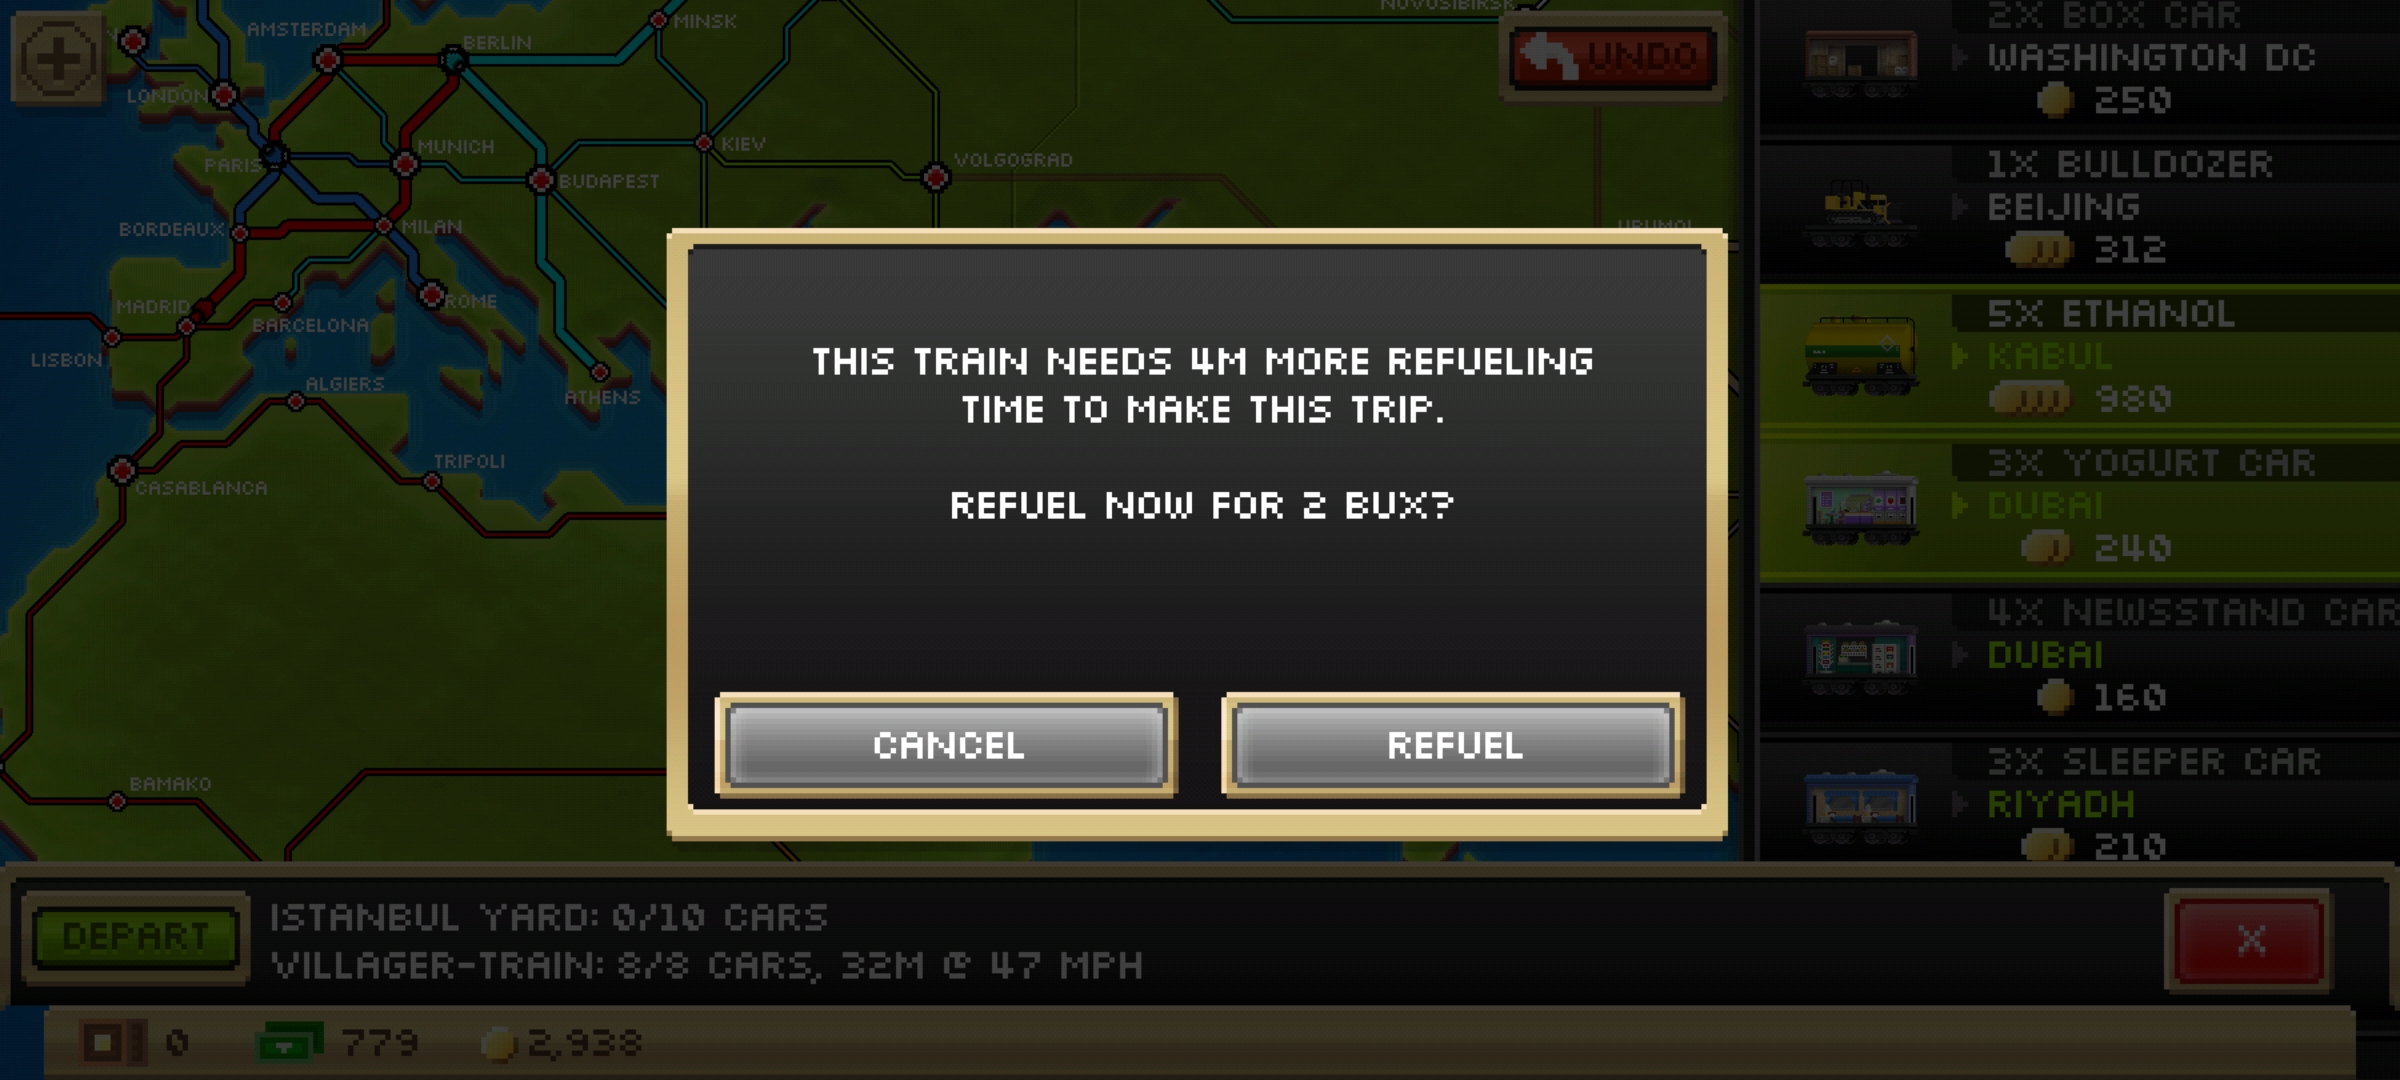 AMSTERDAM
BERLIN
MINSK
LONDON
PARIS
MUNICH
KIEV
VOLGOGRAD
BUDAPEST
BORDEAUX
MILAN
MADRID
BARCELONA
ROME
LISBON
ALGIERS
ATHENS
TRIPOLI
CASABLANCA
BAMAKO
UNDO
THIS TRAIN NEEDS 4M MORE REFUELING
TIME TO MAKE THIS TRIP.
REFUEL NOW FOR 2 BUX?
CANCEL
REFUEL
2X BOX CAR
WASHINGTON DC
250
1X BULLDOZER
BEIJING
312
5X ETHANOL
KABUL
980
3X YOGURT CAR
DUBAI
240
4X NEWSSTAND CAR
DUBAI
160
3X SLEEPER CAR
RIYADH
210
DEPART
ISTANBUL YARD: 0/10 CARS
VILLAGER-TRAIN: 8/8 CARS, 32M @ 47 MPH
X
0
779
2,938